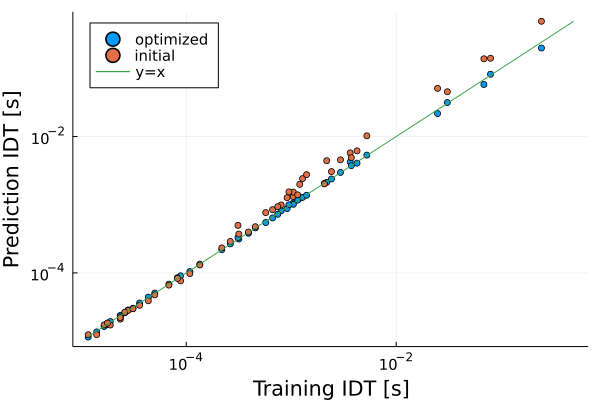 optimized
initial
y=x
Prediction IDT [s]
10⁻²
10⁻⁴
10⁻⁴
10⁻²
Training IDT [s]